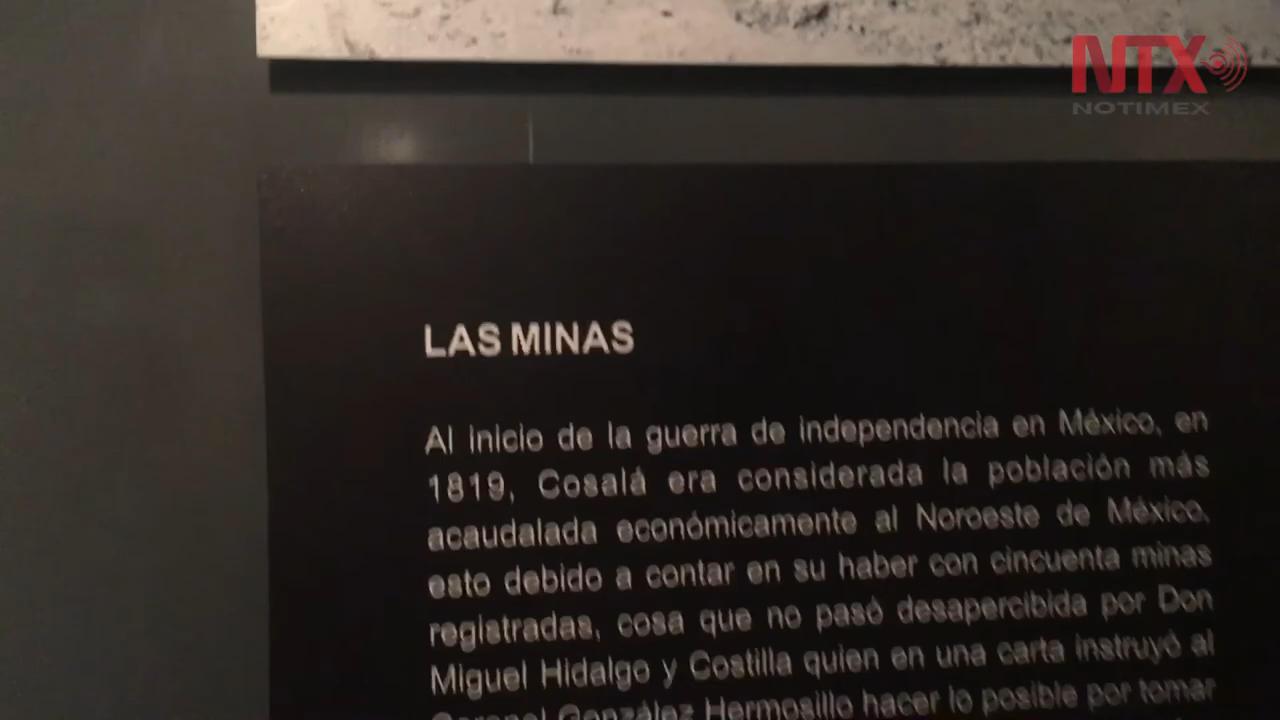 NTX
NOTIMEX
LAS MINAS
Al inicio de la guerra de independencia en México, en
1819, Cosalá era considerada la población más
acaudalada económicamente al Noroeste de México,
esto debido a contar en su haber con cincuenta minas
registradas, cosa que no pasó desapercibida por Don
Miguel Hidalgo y Costilla quien en una carta instruyó al
Coronel González Hermosillo hacer lo posible por tomar